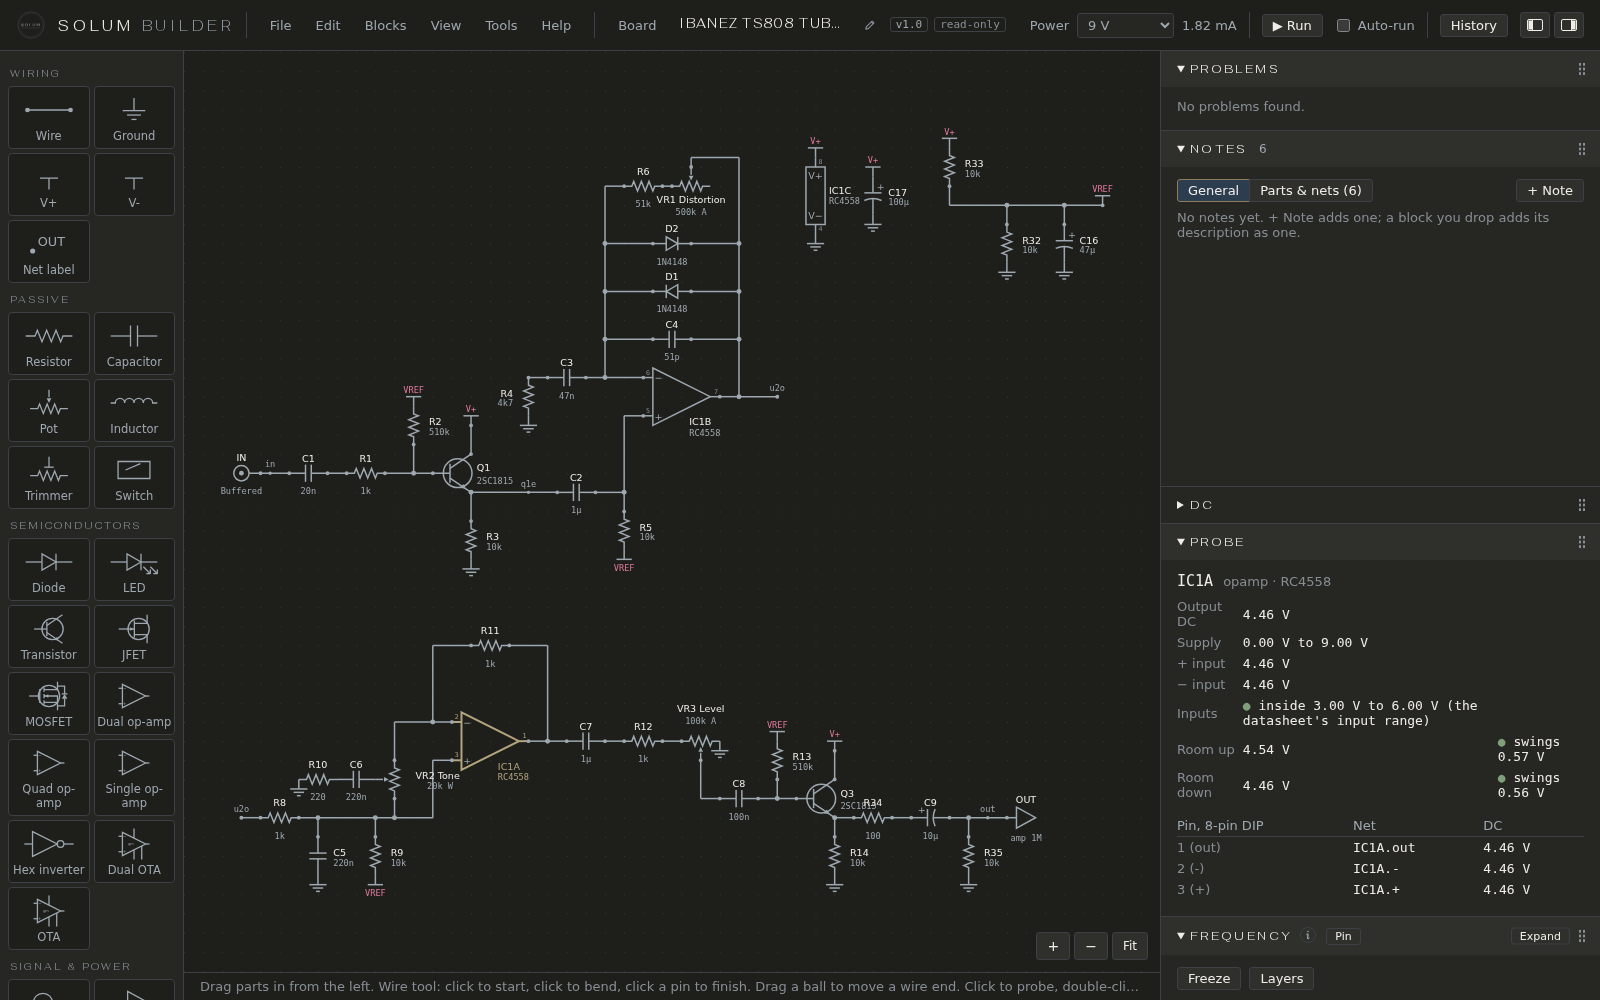 SOLUM BUILDER
File Edit Blocks View Tools Help
Board IBANEZ TS808 TUB... v1.0 read-only Power 9 V 1.82 mA ▶ Run Auto-run History
WIRING
Wire Ground
V+ V-
OUT
Net label
PASSIVE
Resistor Capacitor
Pot Inductor
Trimmer Switch
SEMICONDUCTORS
Diode LED
Transistor JFET
MOSFET Dual op-amp
Quad op-amp Single op-amp
Hex inverter Dual OTA
OTA
SIGNAL & POWER
R6
51k
VR1 Distortion
500k A
D2
1N4148
D1
1N4148
C4
51p
V+
8
V+
V−
4
IC1C
RC4558
V+
+
C17
100µ
V+
R33
10k
VREF
R32
10k
+
C16
47µ
C3
47n
R4
4k7
6
−
5
+
7
u2o
IC1B
RC4558
VREF
R2
510k
V+
IN
Buffered
in
C1
20n
R1
1k
Q1
2SC1815
q1e
C2
1µ
R3
10k
R5
10k
VREF
R11
1k
2
−
3
+
1
IC1A
RC4558
R10
220
C6
220n
VR2 Tone
20k W
u2o
R8
1k
C5
220n
R9
10k
VREF
C7
1µ
R12
1k
VR3 Level
100k A
C8
100n
VREF
R13
510k
V+
Q3
2SC1815
R34
100
R14
10k
+
C9
10µ
out
R35
10k
OUT
amp 1M
+ − Fit
Drag parts in from the left. Wire tool: click to start, click to bend, click a pin to finish. Drag a ball to move a wire end. Click to probe, double-cli...
PROBLEMS
No problems found.
NOTES 6
General Parts & nets (6) + Note
No notes yet. + Note adds one; a block you drop adds its
description as one.
DC
PROBE
IC1A opamp · RC4558
Output DC 4.46 V
Supply 0.00 V to 9.00 V
+ input 4.46 V
− input 4.46 V
Inputs ● inside 3.00 V to 6.00 V (the
datasheet's input range)
Room up 4.54 V ● swings 0.57 V
Room down 4.46 V ● swings 0.56 V
Pin, 8-pin DIP Net DC
1 (out) IC1A.out 4.46 V
2 (-) IC1A.- 4.46 V
3 (+) IC1A.+ 4.46 V
FREQUENCY i Pin Expand
Freeze Layers